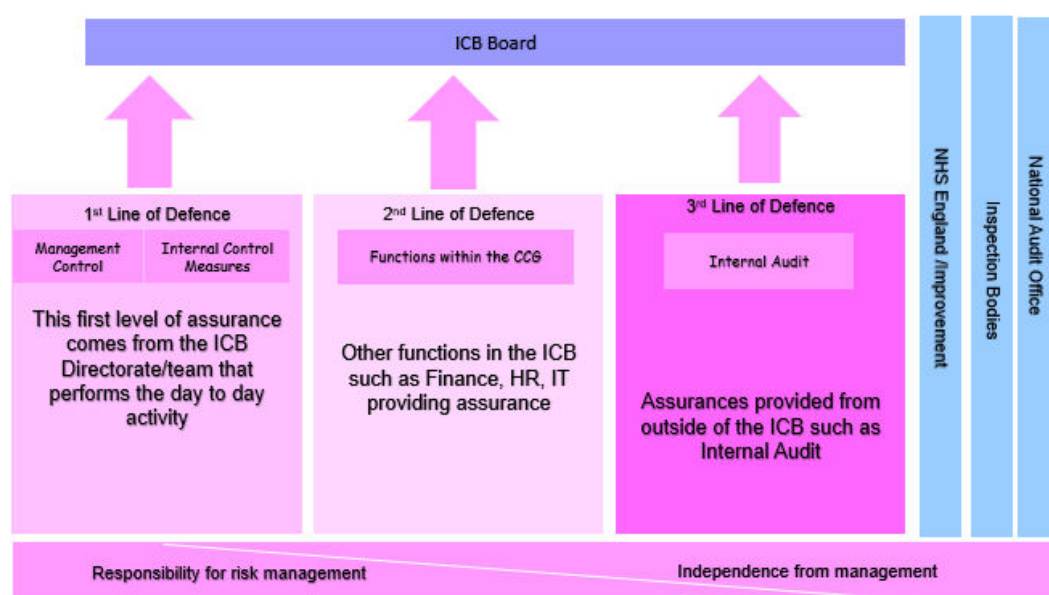 ICB Board
1st Line of Defence
Management
Control
Internal Control
Measures
This first level of assurance
comes from the ICB
Directorate/team that
performs the day to day
activity
2nd Line of Defence
Functions within the CCG
Other functions in the ICB
such as Finance, HR, IT
providing assurance
3rd Line of Defence
Internal Audit
Assurances provided from
outside of the ICB such as
Internal Audit
NHS England /Improvement
Inspection Bodies
National Audit Office
Responsibility for risk management
Independence from management